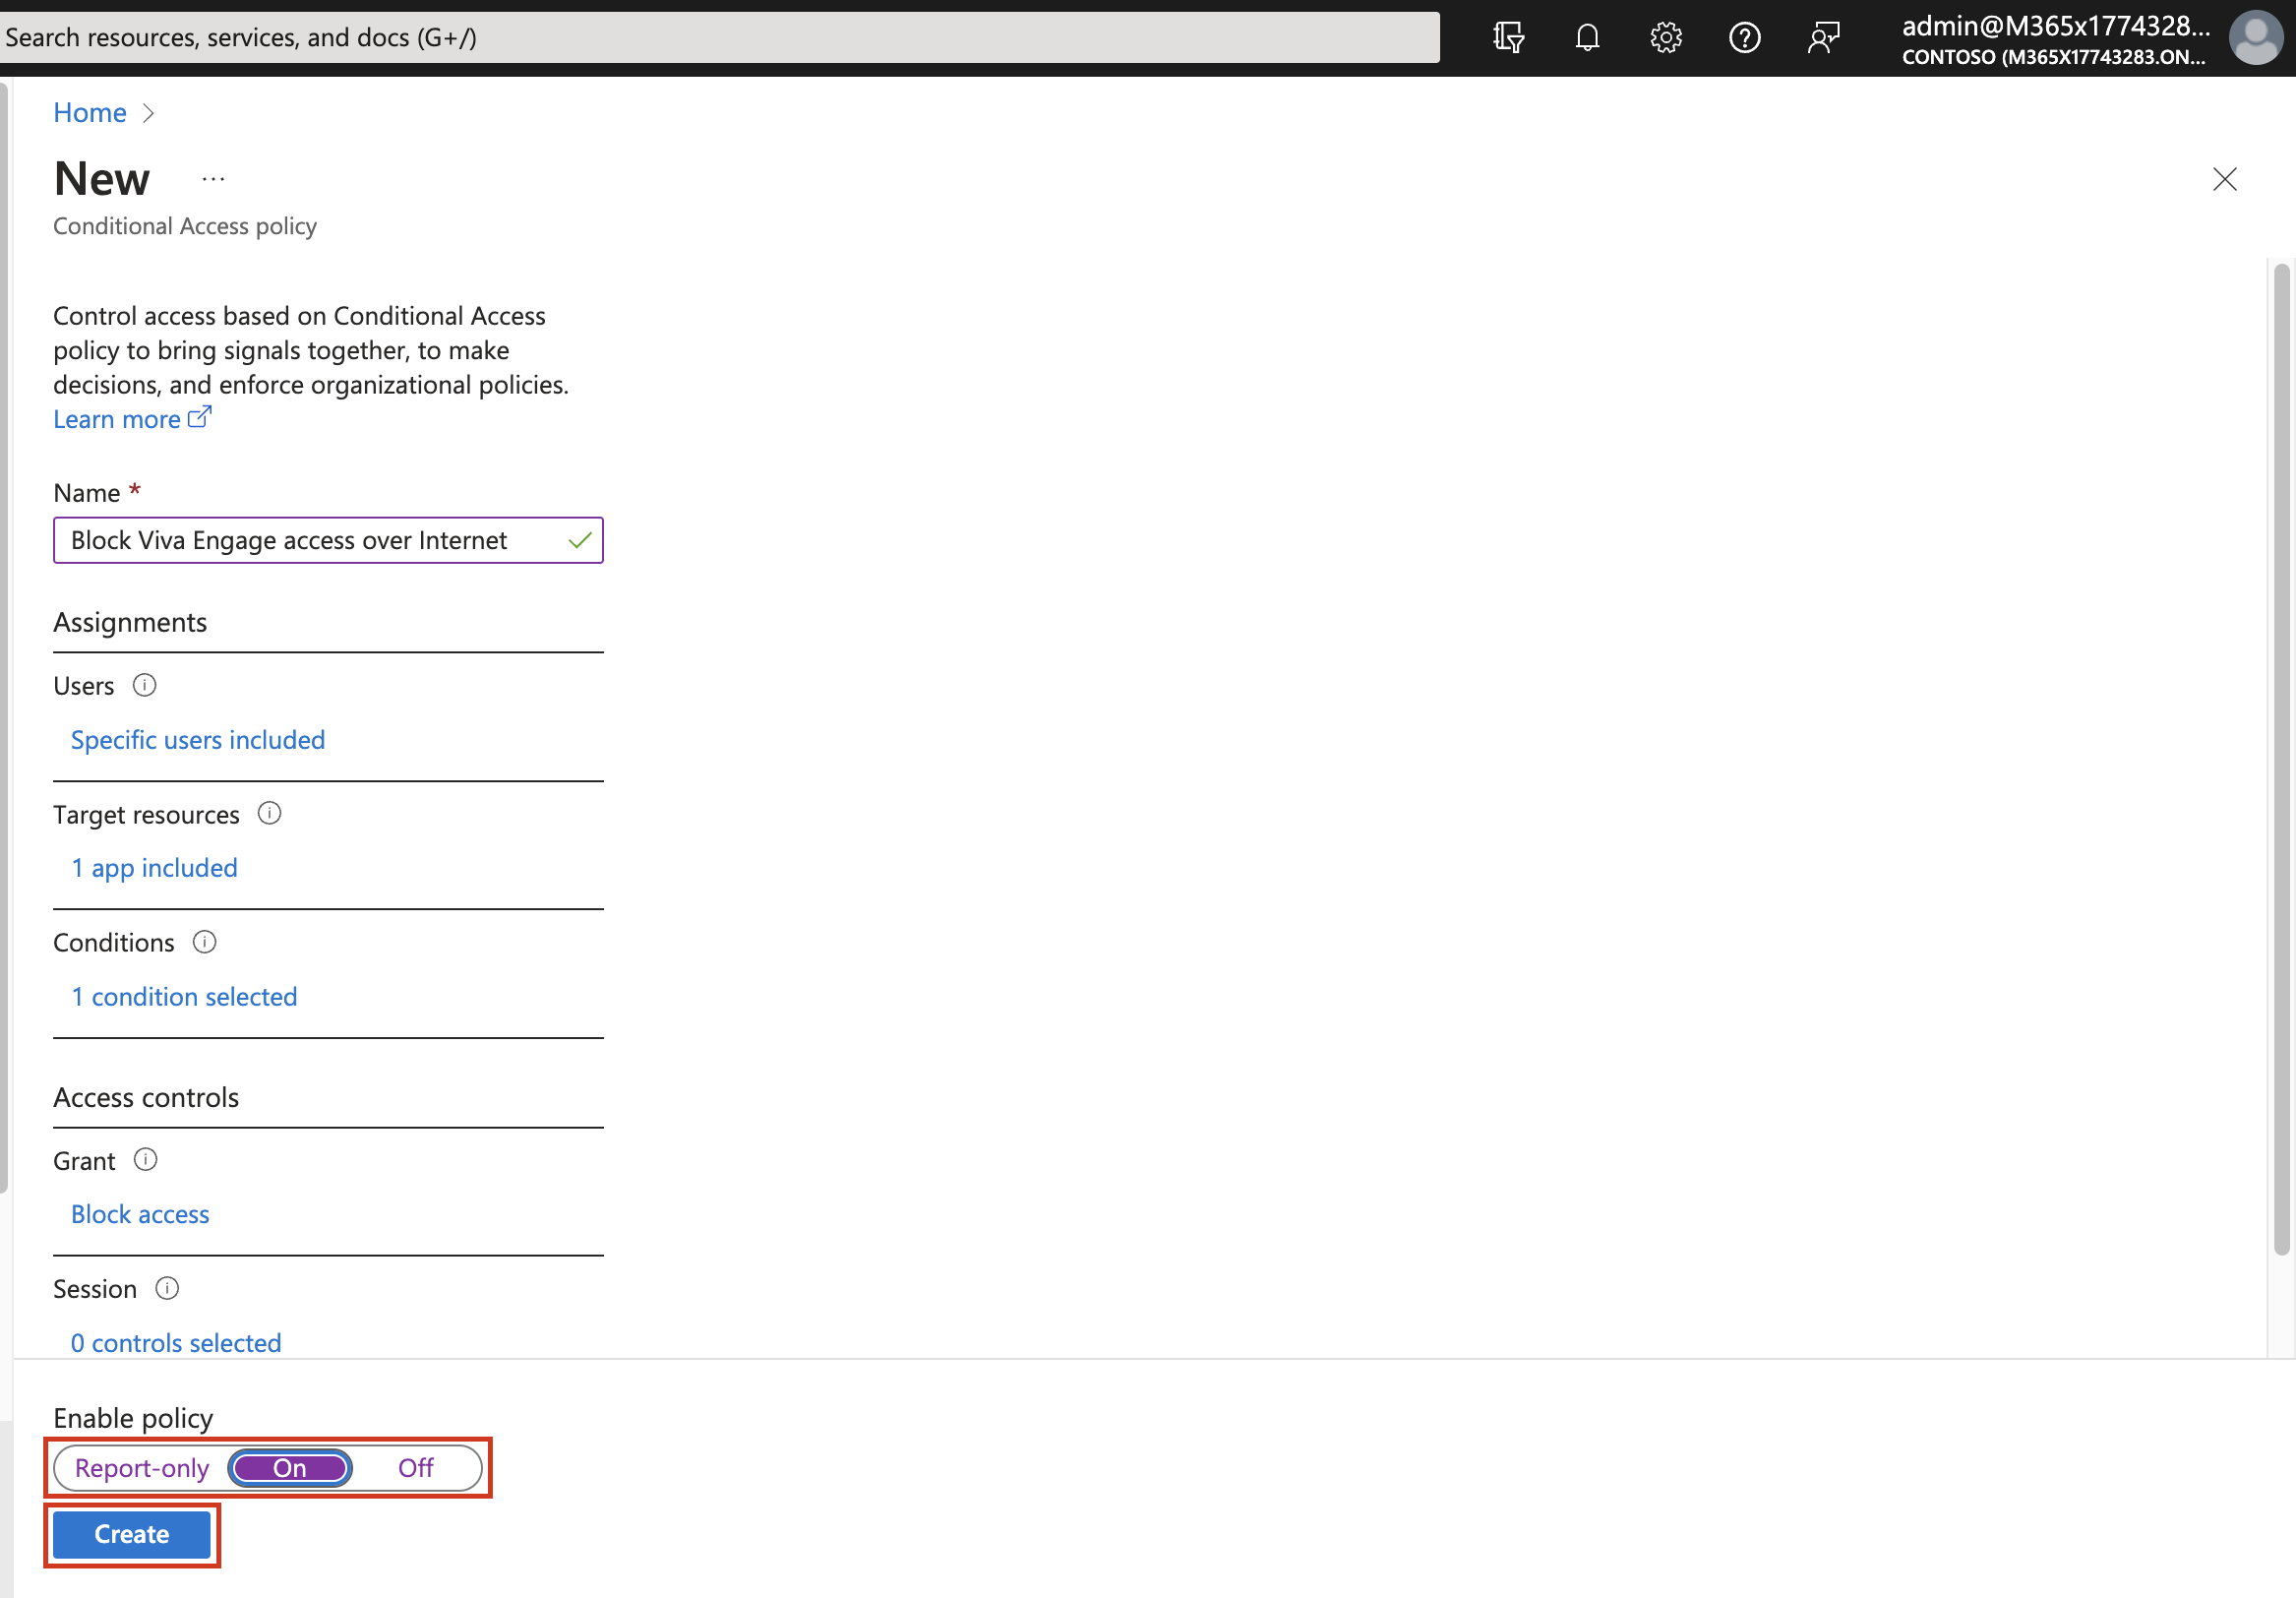 Search resources, services, and docs (G+/)
admin@M365x1774328...
CONTOSO (M365X17743283.ON...
Home
New ...
Conditional Access policy
Control access based on Conditional Access
policy to bring signals together, to make
decisions, and enforce organizational policies.
Learn more
Name *
Block Viva Engage access over Internet
Assignments
Users
Specific users included
Target resources
1 app included
Conditions
1 condition selected
Access controls
Grant
Block access
Session
0 controls selected
Enable policy
Report-only On Off
Create